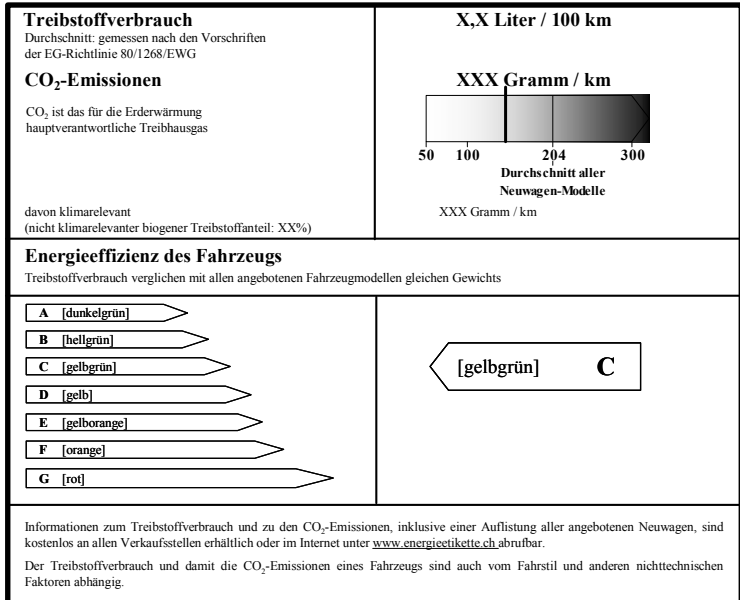 Treibstoffverbrauch
Durchschnitt: gemessen nach den Vorschriften
der EG-Richtlinie 80/1268/EWG
X,X Liter / 100 km
CO₂-Emissionen
CO₂ ist das für die Erderwärmung
hauptverantwortliche Treibhausgas
XXX Gramm / km
50 100 204 300
Durchschnitt aller
Neuwagen-Modelle
davon klimarelevant
(nicht klimarelevanter biogener Treibstoffanteil: XX%)
XXX Gramm / km
Energieeffizienz des Fahrzeugs
Treibstoffverbrauch verglichen mit allen angebotenen Fahrzeugmodellen gleichen Gewichts
A [dunkelgrün]
B [hellgrün]
C [gelbgrün]
D [gelb]
E [gelborange]
F [orange]
G [rot]
[gelbgrün] C
Informationen zum Treibstoffverbrauch und zu den CO₂-Emissionen, inklusive einer Auflistung aller angebotenen Neuwagen, sind
kostenlos an allen Verkaufsstellen erhältlich oder im Internet unter www.energieetikette.ch abrufbar.
Der Treibstoffverbrauch und damit die CO₂-Emissionen eines Fahrzeugs sind auch vom Fahrstil und anderen nichttechnischen
Faktoren abhängig.